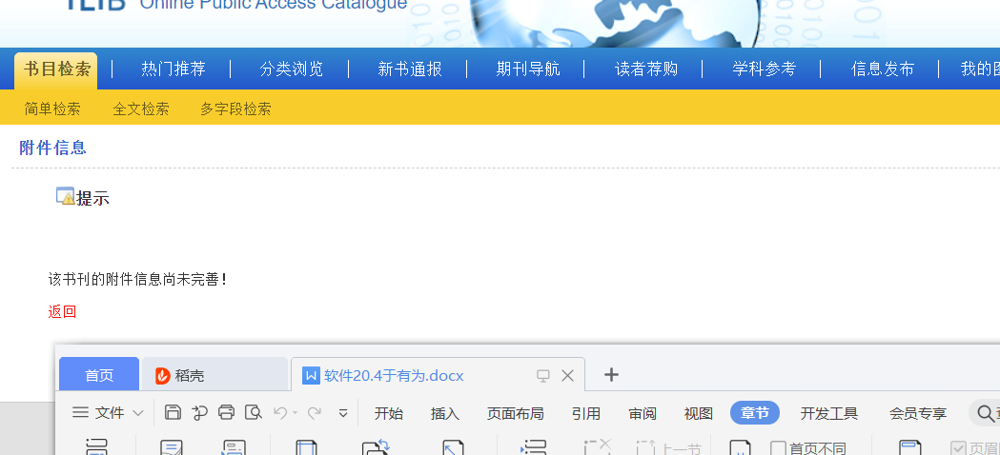 Online Public Access Catalogue
书目检索 热门推荐 分类浏览 新书通报 期刊导航 读者荐购 学科参考 信息发布 我的
简单检索 全文检索 多字段检索
附件信息
提示
该书刊的附件信息尚未完善！
返回
首页 稻壳 软件20.4于有为.docx
文件 开始 插入 页面布局 引用 审阅 视图 章节 开发工具 会员专享
上一节 首页不同 页眉